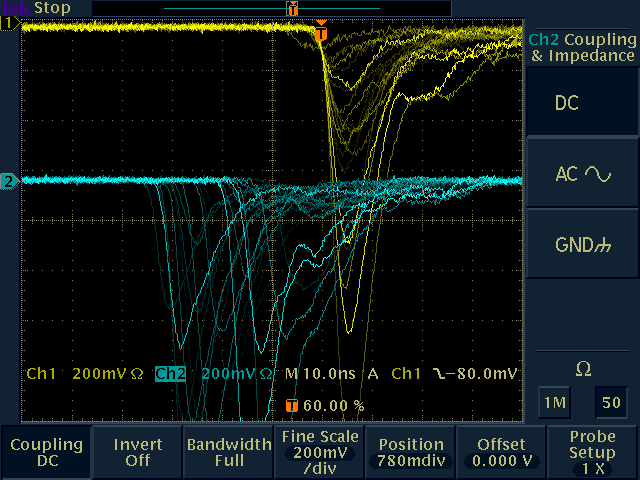 Tek Stop
T
1
T
Ch2 Coupling
& Impedance
DC
2
AC
GND
Ch1 200mV Ω Ch2 200mV Ω M 10.0ns A Ch1 -80.0mV
Ω
T 60.00 %
1M 50
Coupling
DC
Invert
Off
Bandwidth
Full
Fine Scale
200mV
/div
Position
780mdiv
Offset
0.000 V
Probe
Setup
1 X